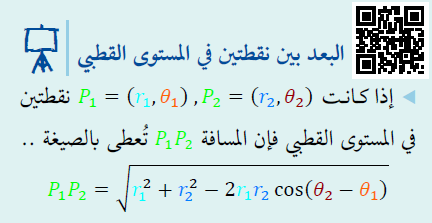 البعد بين نقطتين في المستوى القطبي
إذا كانت P₁ = (r₁, θ₁) , P₂ = (r₂, θ₂) نقطتين
في المستوى القطبي فإن المسافة P₁P₂ تُعطى بالصيغة ..
P₁P₂ = √(r₁² + r₂² − 2r₁r₂ cos(θ₂ − θ₁))